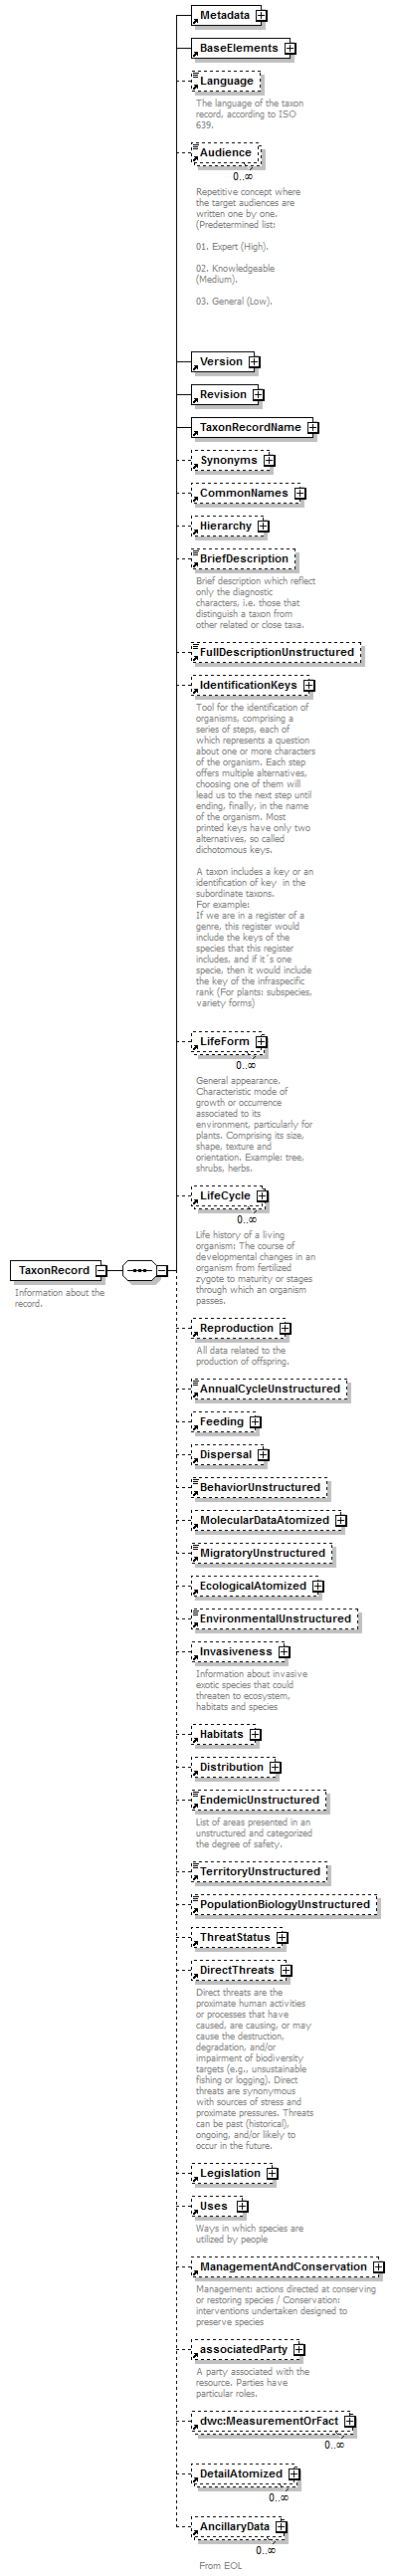 Metadata
BaseElements
Language
The language of the taxon
record, according to ISO
639.
Audience
0..∞
Repetitive concept where
the target audiences are
written one by one.
(Predetermined list:
01. Expert (High).
02. Knowledgeable
(Medium).
03. General (Low).
Version
Revision
TaxonRecordName
Synonyms
CommonNames
Hierarchy
BriefDescription
Brief description which reflect
only the diagnostic
characters, i.e. those that
distinguish a taxon from
other related or close taxa.
FullDescriptionUnstructured
IdentificationKeys
Tool for the identification of
organisms, comprising a
series of steps, each of
which represents a question
about one or more characters
of the organism. Each step
offers multiple alternatives,
choosing one of them will
lead us to the next step until
ending, finally, in the name
of the organism. Most
printed keys have only two
alternatives, so called
dichotomous keys.
A taxon includes a key or an
identification of key  in the
subordinate taxons.
For example:
If we are in a register of a
genre, this register would
include the keys of the
species that this register
includes, and if it´s one
specie, then it would include
the key of the infraspecific
rank (For plants: subspecies,
variety forms)
LifeForm
0..∞
General appearance.
Characteristic mode of
growth or occurrence
associated to its
environment, particularly for
plants. Comprising its size,
shape, texture and
orientation. Example: tree,
shrubs, herbs.
LifeCycle
0..∞
Life history of a living
organism: The course of
developmental changes in an
organism from fertilized
zygote to maturity or stages
through which an organism
passes.
TaxonRecord
Information about the
record.
Reproduction
All data related to the
production of offspring.
AnnualCycleUnstructured
Feeding
Dispersal
BehaviorUnstructured
MolecularDataAtomized
MigratoryUnstructured
EcologicalAtomized
EnvironmentalUnstructured
Invasiveness
Information about invasive
exotic species that could
threaten to ecosystem,
habitats and species
Habitats
Distribution
EndemicUnstructured
List of areas presented in an
unstuctured and categorized
the degree of safety.
TerritoryUnstructured
PopulationBiologyUnstructured
ThreatStatus
DirectThreats
Direct threats are the
proximate human activities
or processes that have
caused, are causing, or may
cause the destruction,
degradation, and/or
impairment of biodiversity
targets (e.g., unsustainable
fishing or logging). Direct
threats are synonymous
with sources of stress and
proximate pressures. Threats
can be past (historical),
ongoing, and/or likely to
occur in the future.
Legislation
Uses
Ways in which species are
utilized by people
ManagementAndConservation
Management: actions directed at conserving
or restoring species / Conservation:
interventions undertaken designed to
preserve species
associatedParty
A party associated with the
resource. Parties have
particular roles.
dwc:MeasurementOrFact
0..∞
DetailAtomized
0..∞
AncillaryData
0..∞
From EOL